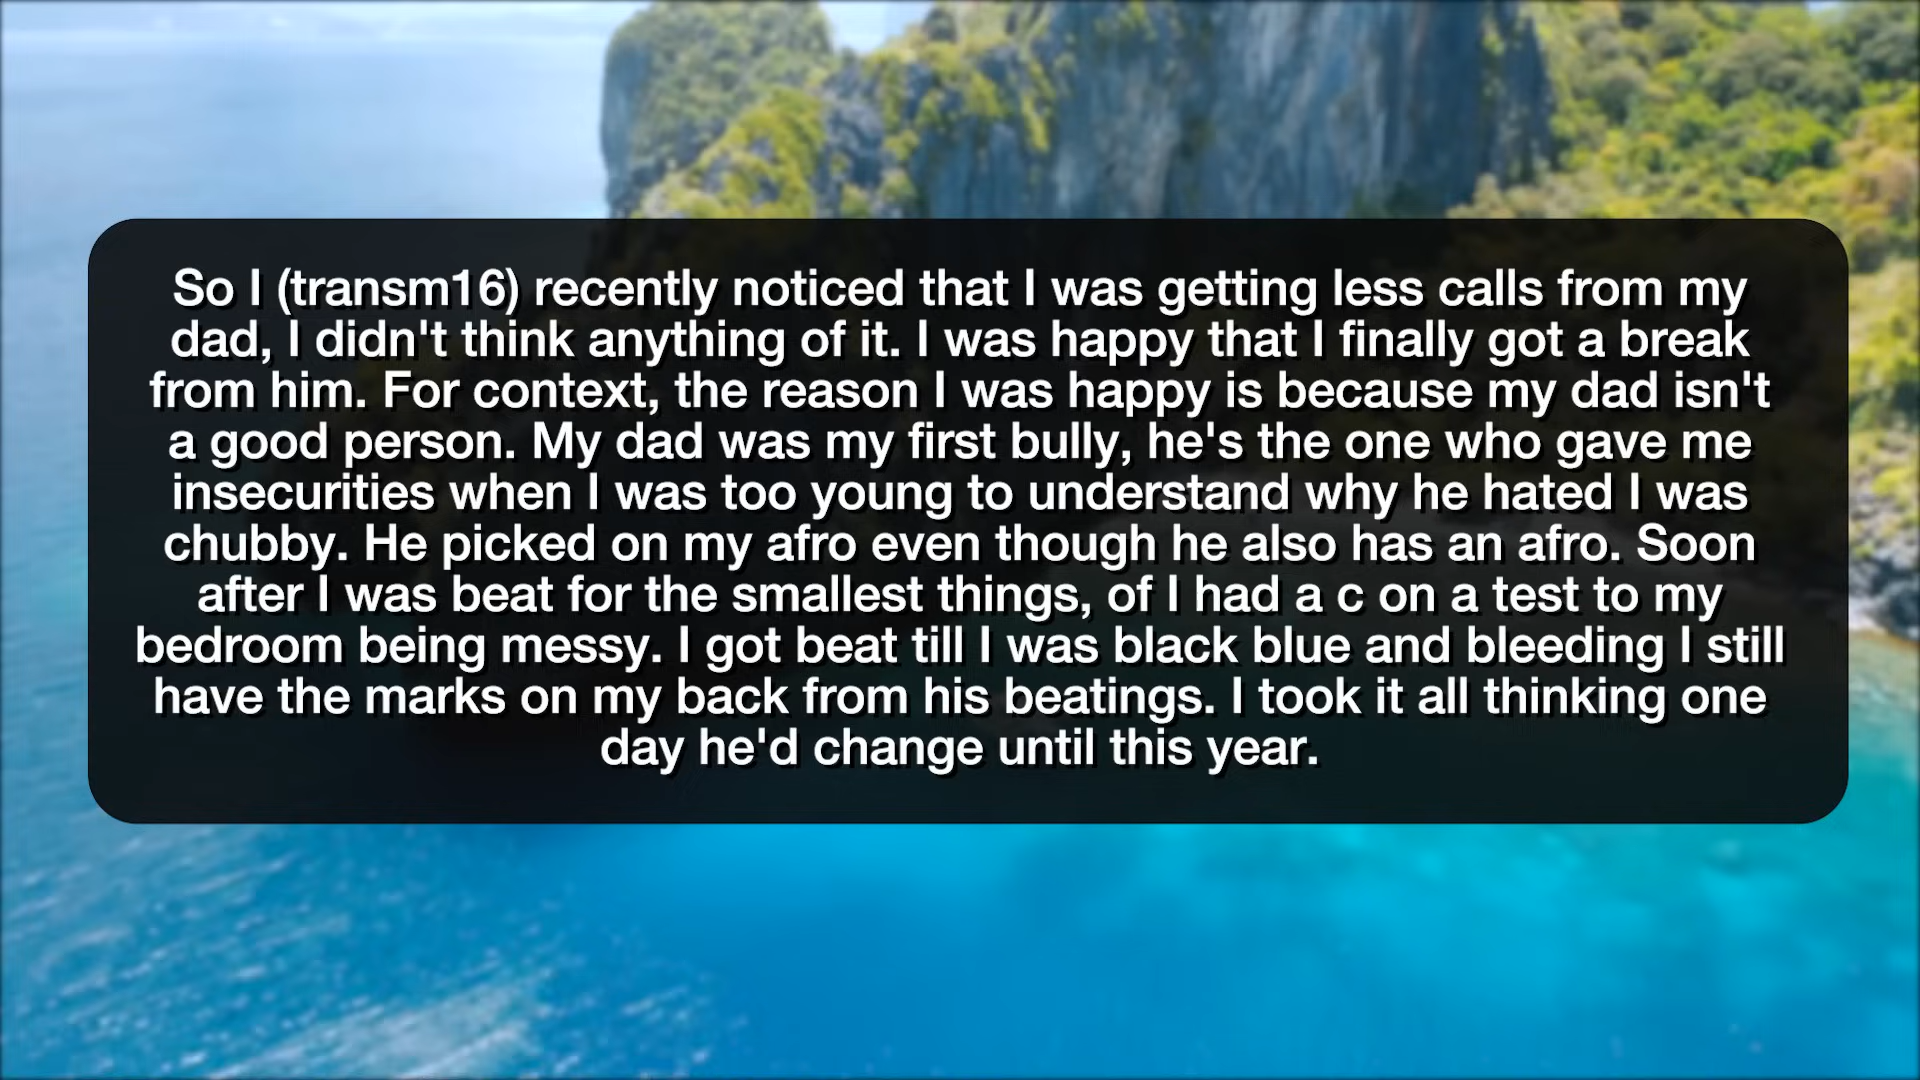 So I (transm16) recently noticed that I was getting less calls from my
dad, I didn't think anything of it. I was happy that I finally got a break
from him. For context, the reason I was happy is because my dad isn't
a good person. My dad was my first bully, he's the one who gave me
insecurities when I was too young to understand why he hated I was
chubby. He picked on my afro even though he also has an afro. Soon
after I was beat for the smallest things, of I had a c on a test to my
bedroom being messy. I got beat till I was black blue and bleeding I still
have the marks on my back from his beatings. I took it all thinking one
day he'd change until this year.